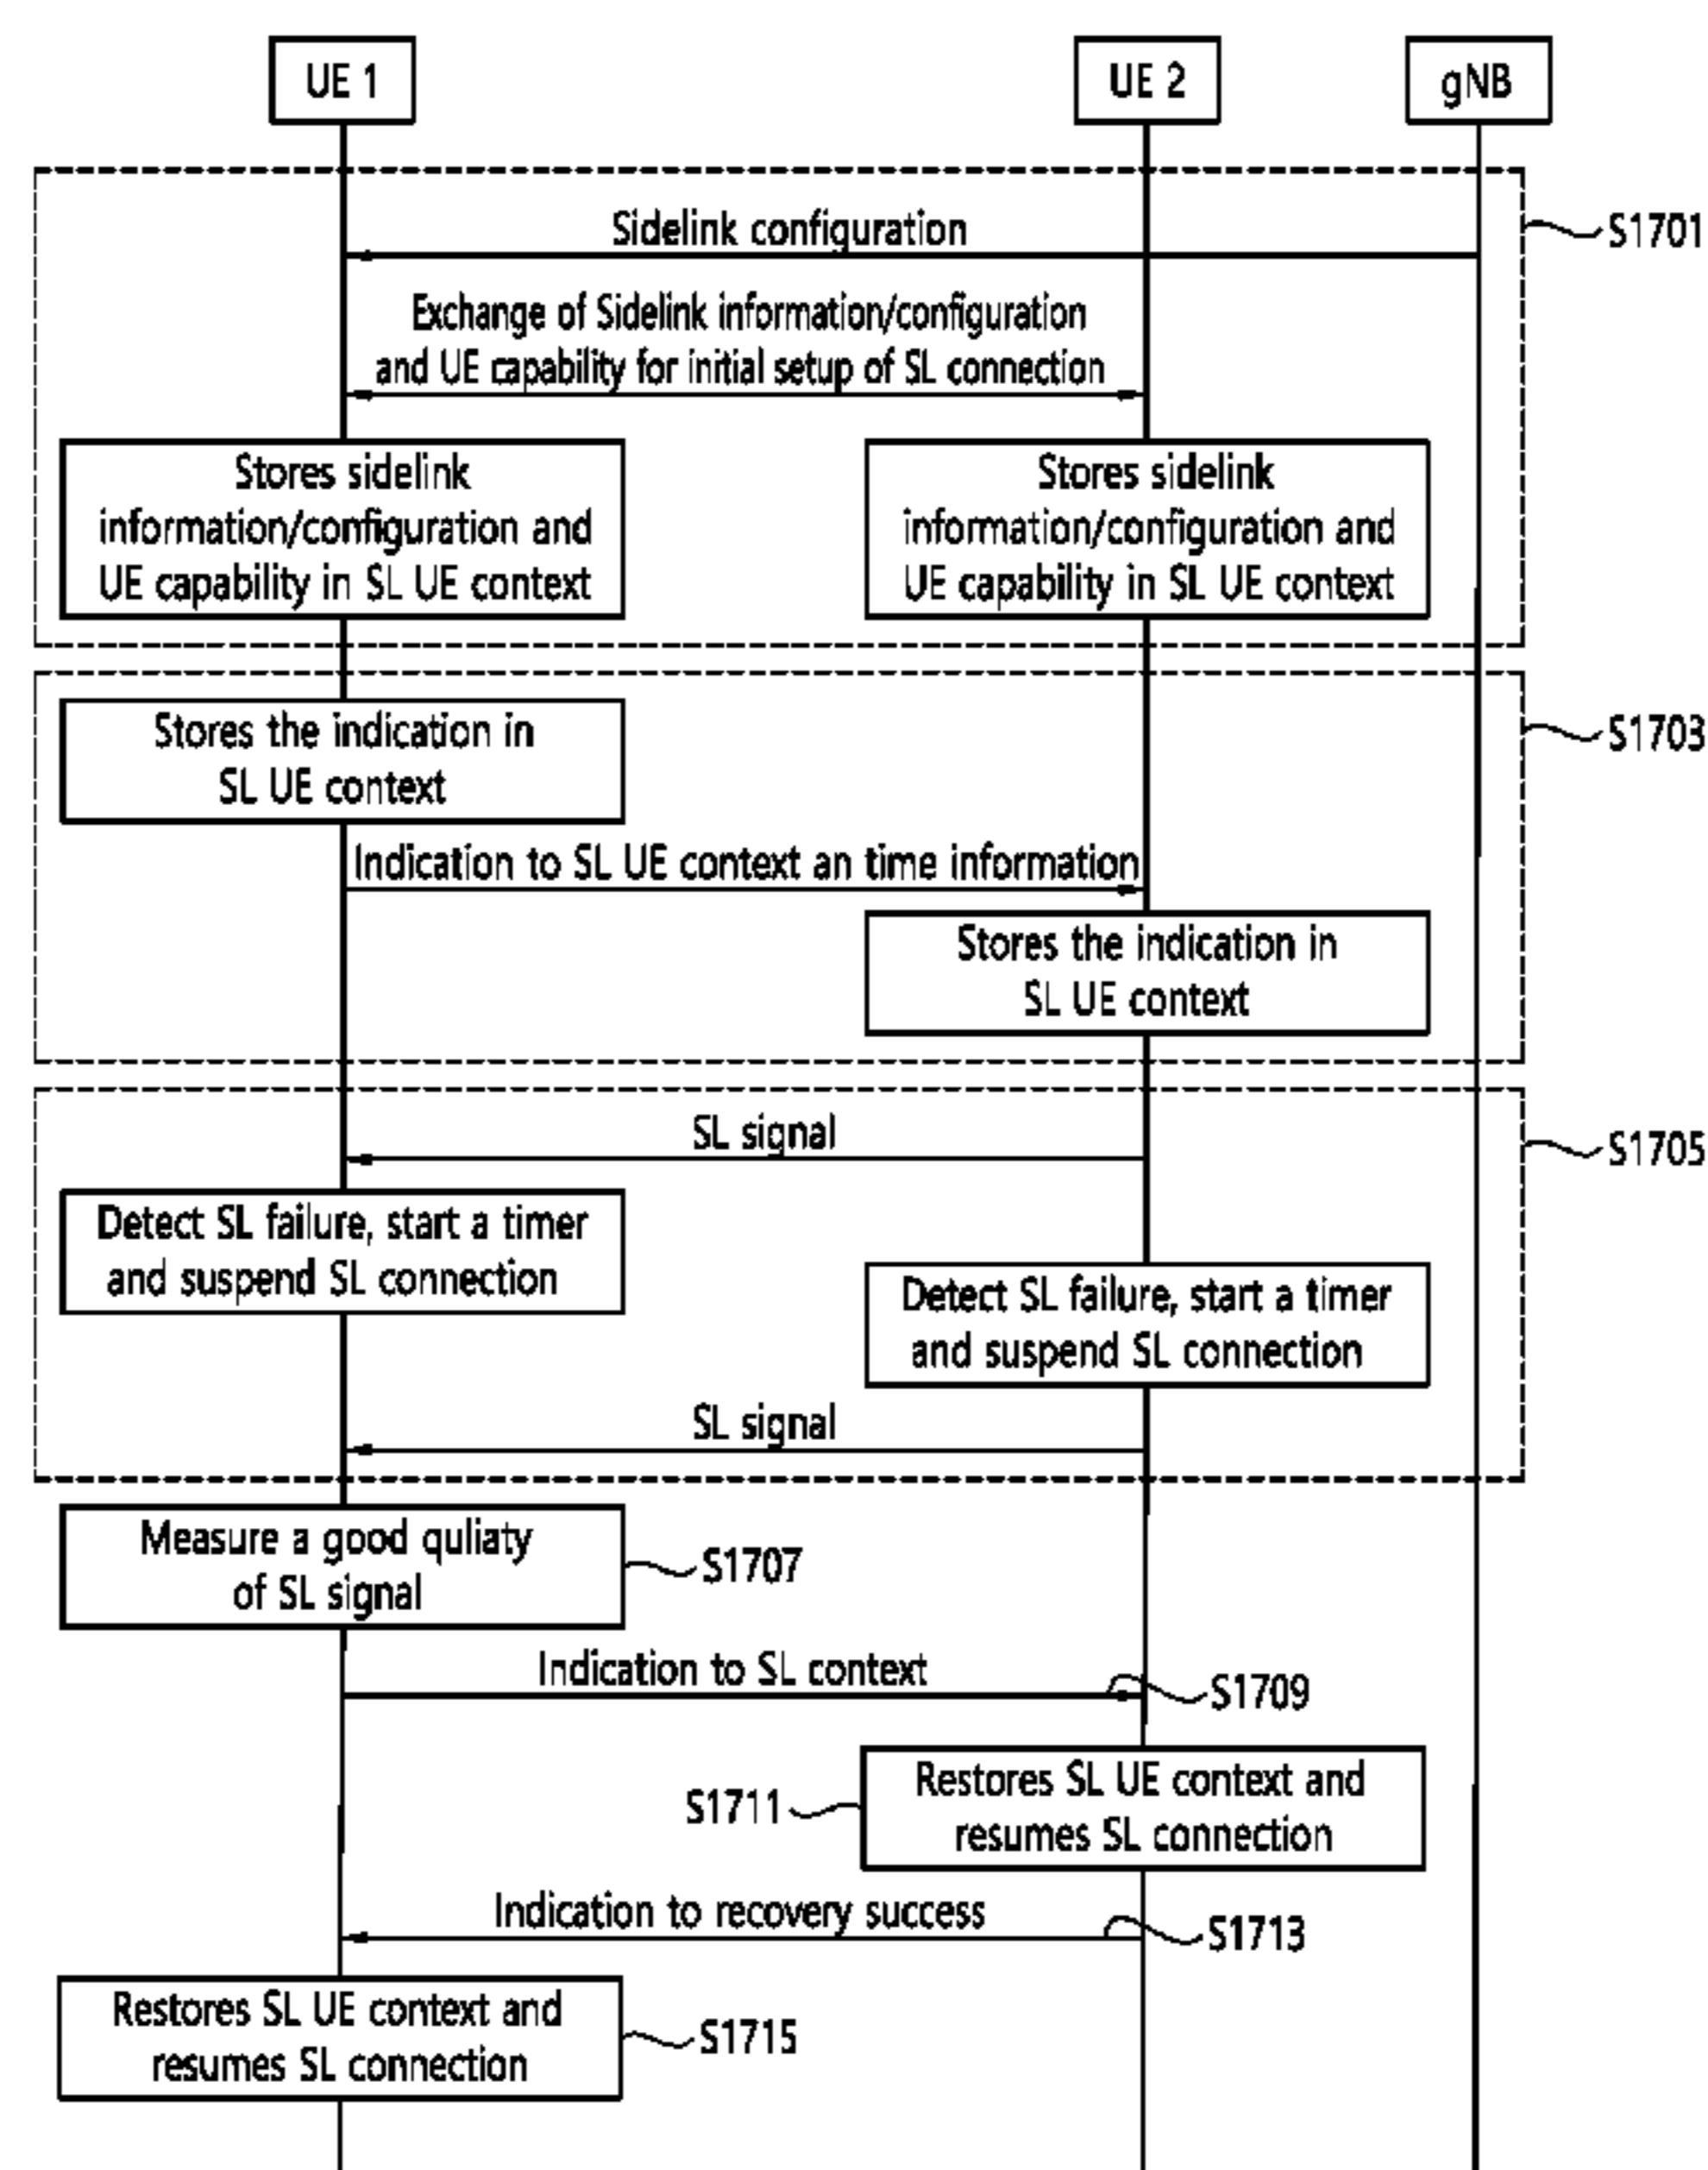 UE 1
UE 2
gNB
Sidelink configuration
S1701
Exchange of Sidelink information/configuration
and UE capability for initial setup of SL connection
Stores sidelink
information/configuration and
UE capability in SL UE context
Stores sidelink
information/configuration and
UE capability in SL UE context
Stores the indication in
SL UE context
S1703
Indication to SL UE context an time information
Stores the indication in
SL UE context
SL signal
S1705
Detect SL failure, start a timer
and suspend SL connection
Detect SL failure, start a timer
and suspend SL connection
SL signal
Measure a good quliaty
of SL signal
S1707
Indication to SL context
S1709
Restores SL UE context and
resumes SL connection
S1711
Indication to recovery success
S1713
Restores SL UE context and
resumes SL connection
S1715